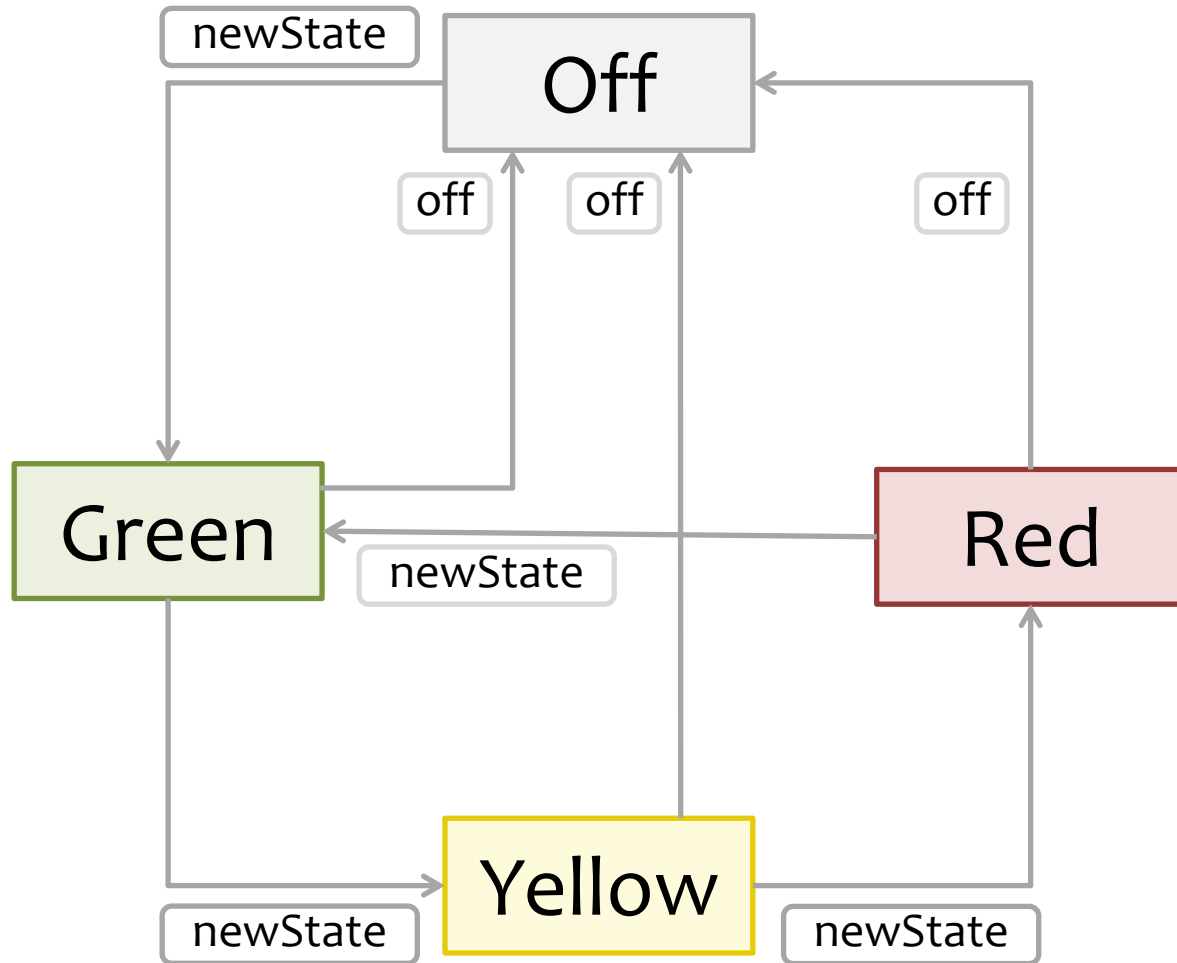 newState
Off
off
off
off
Green
Red
newState
Yellow
newState
newState